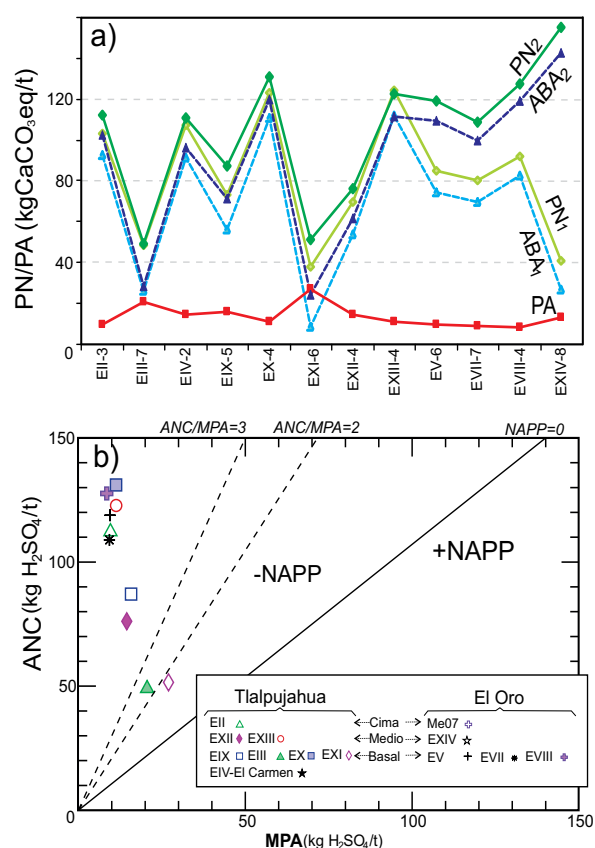 a)
PN/PA (kgCaCO3eq/t)
120
80
40
0
PN2
ABA2
PN1
ABA1
PA
EII-3
EIII-7
EIV-2
EIX-5
EX-4
EXI-6
EXII-4
EXIII-4
EV-6
EVII-7
EVIII-4
EXIV-8
ANC/MPA=3 ANC/MPA=2 NAPP=0
b)
ANC(kg H2SO4/t)
150
100
50
0
-NAPP
+NAPP
Tlalpujahua El Oro
EII Cima Me07
EXII EXIII Medio EXIV
EIX EIII EX EXI Basal EV EVII EVIII
EIV-El Carmen
50 100 150
MPA(kg H2SO4/t)